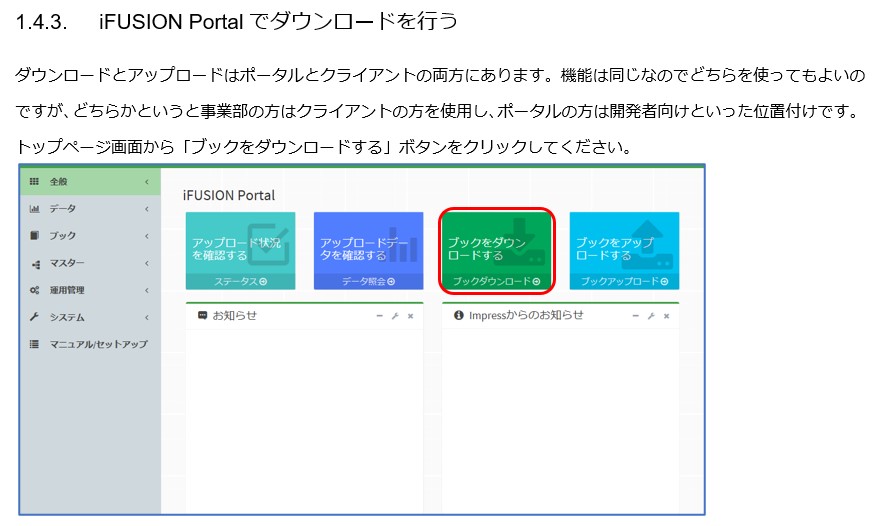 1.4.3. iFUSION Portal でダウンロードを行う
ダウンロードとアップロードはポータルとクライアントの両方にあります。機能は同じなのでどちらを使ってもよいの
ですが、どちらかというと事業部の方はクライアントの方を使用し、ポータルの方は開発者向けといった位置付けです。
トップページ画面から「ブックをダウンロードする」ボタンをクリックしてください。
全般
データ
ブック
マスター
運用管理
システム
マニュアル/セットアップ
iFUSION Portal
アップロード状況
を確認する
ステータス
アップロードデー
タを確認する
データ照会
ブックをダウン
ロードする
ブックダウンロード
ブックをアップ
ロードする
ブックアップロード
お知らせ
Impressからのお知らせ